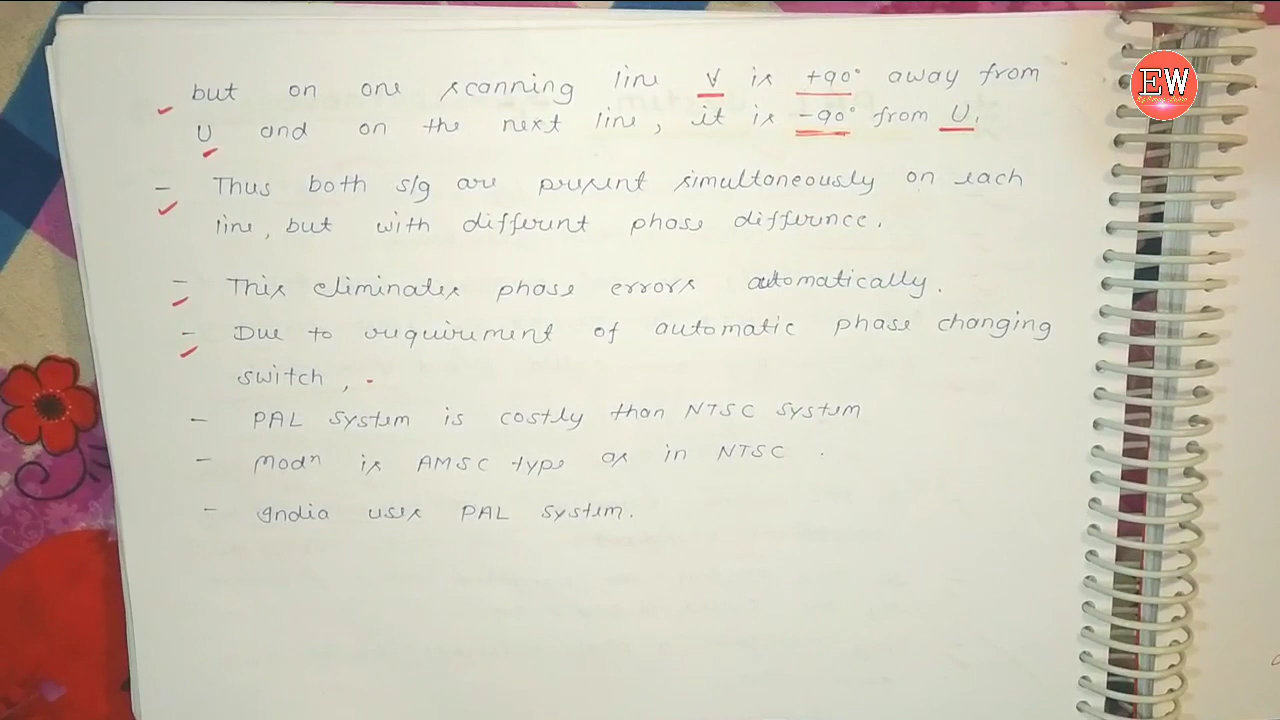 but on one scanning line V is +90° away from
U and on the next line, it is -90° from U.
- Thus both s/g are present simultaneously on each
line, but with different phase difference.
- This eliminates phase errors automatically.
- Due to requirement of automatic phase changing
switch,
- PAL system is costly than NTSC system
- modⁿ is AMSC type as in NTSC.
- India uses PAL system.
EW